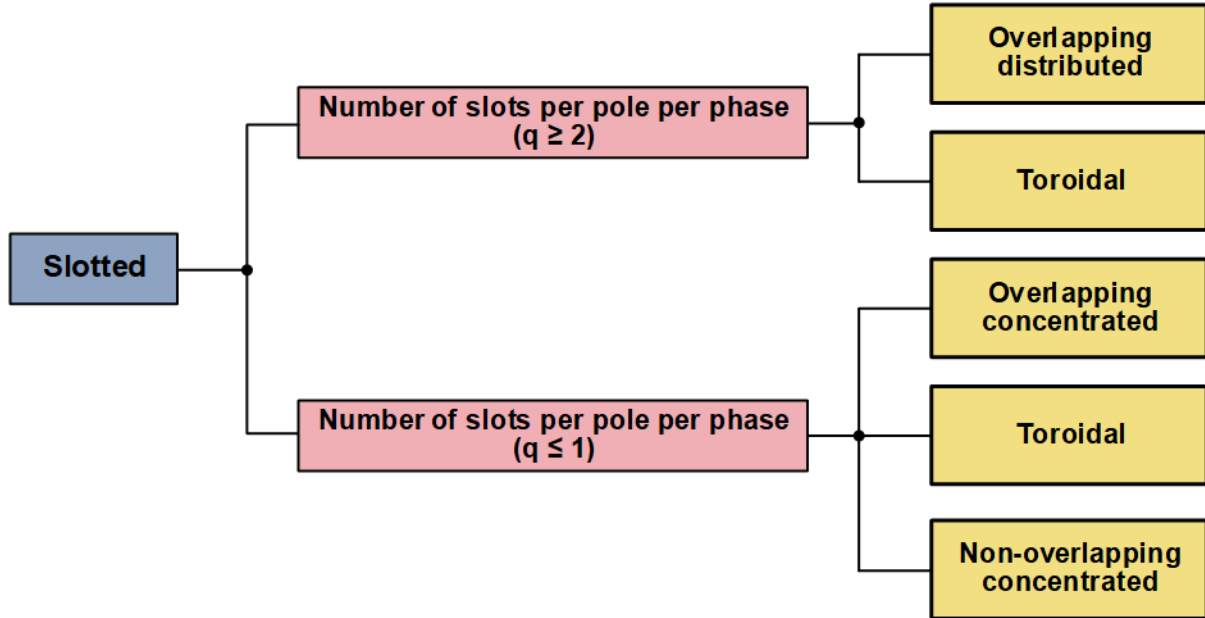 Overlapping
distributed
Number of slots per pole per phase
(q ≥ 2)
Toroidal
Slotted
Overlapping
concentrated
Number of slots per pole per phase
(q ≤ 1)
Toroidal
Non-overlapping
concentrated